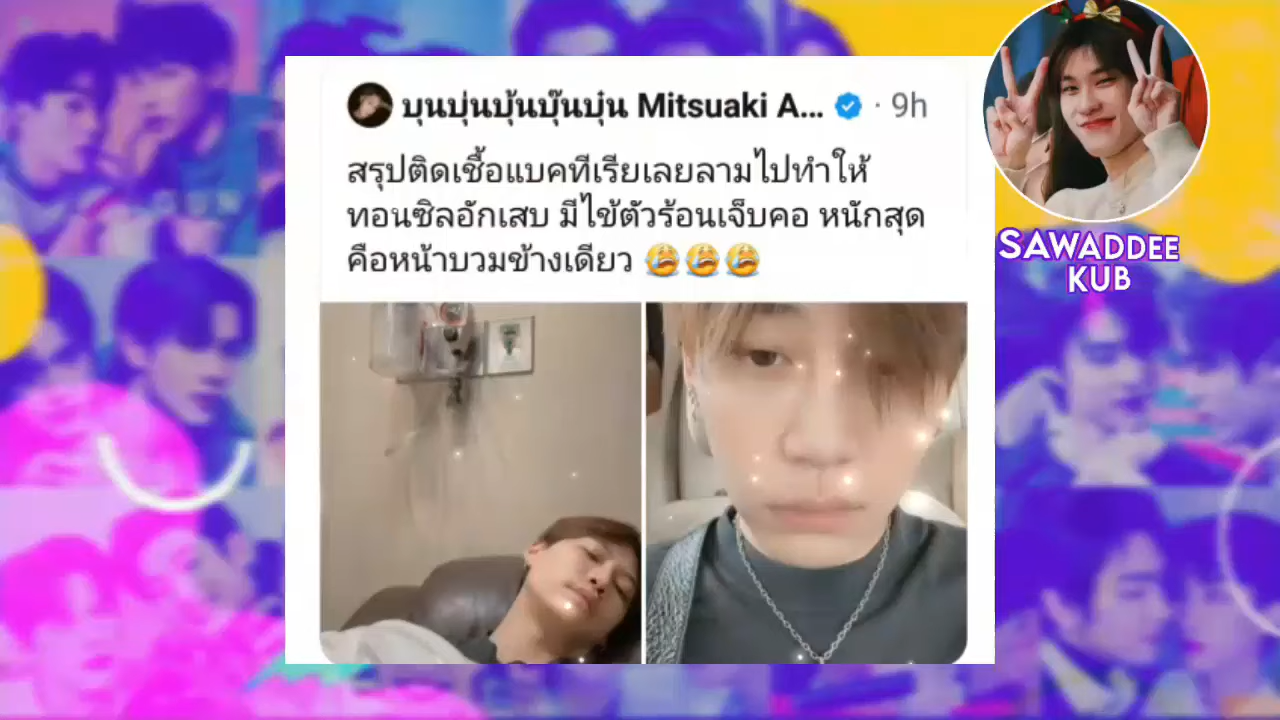 บุนบุ่นบุ้นบุ๊นบุ๋น Mitsuaki A... · 9h
สรุปติดเชื้อแบคทีเรียเลยลามไปทำให้
ทอนซิลอักเสบ มีไข้ตัวร้อนเจ็บคอ หนักสุด
คือหน้าบวมข้างเดียว 😭😭😭
SAWADDEE
KUB